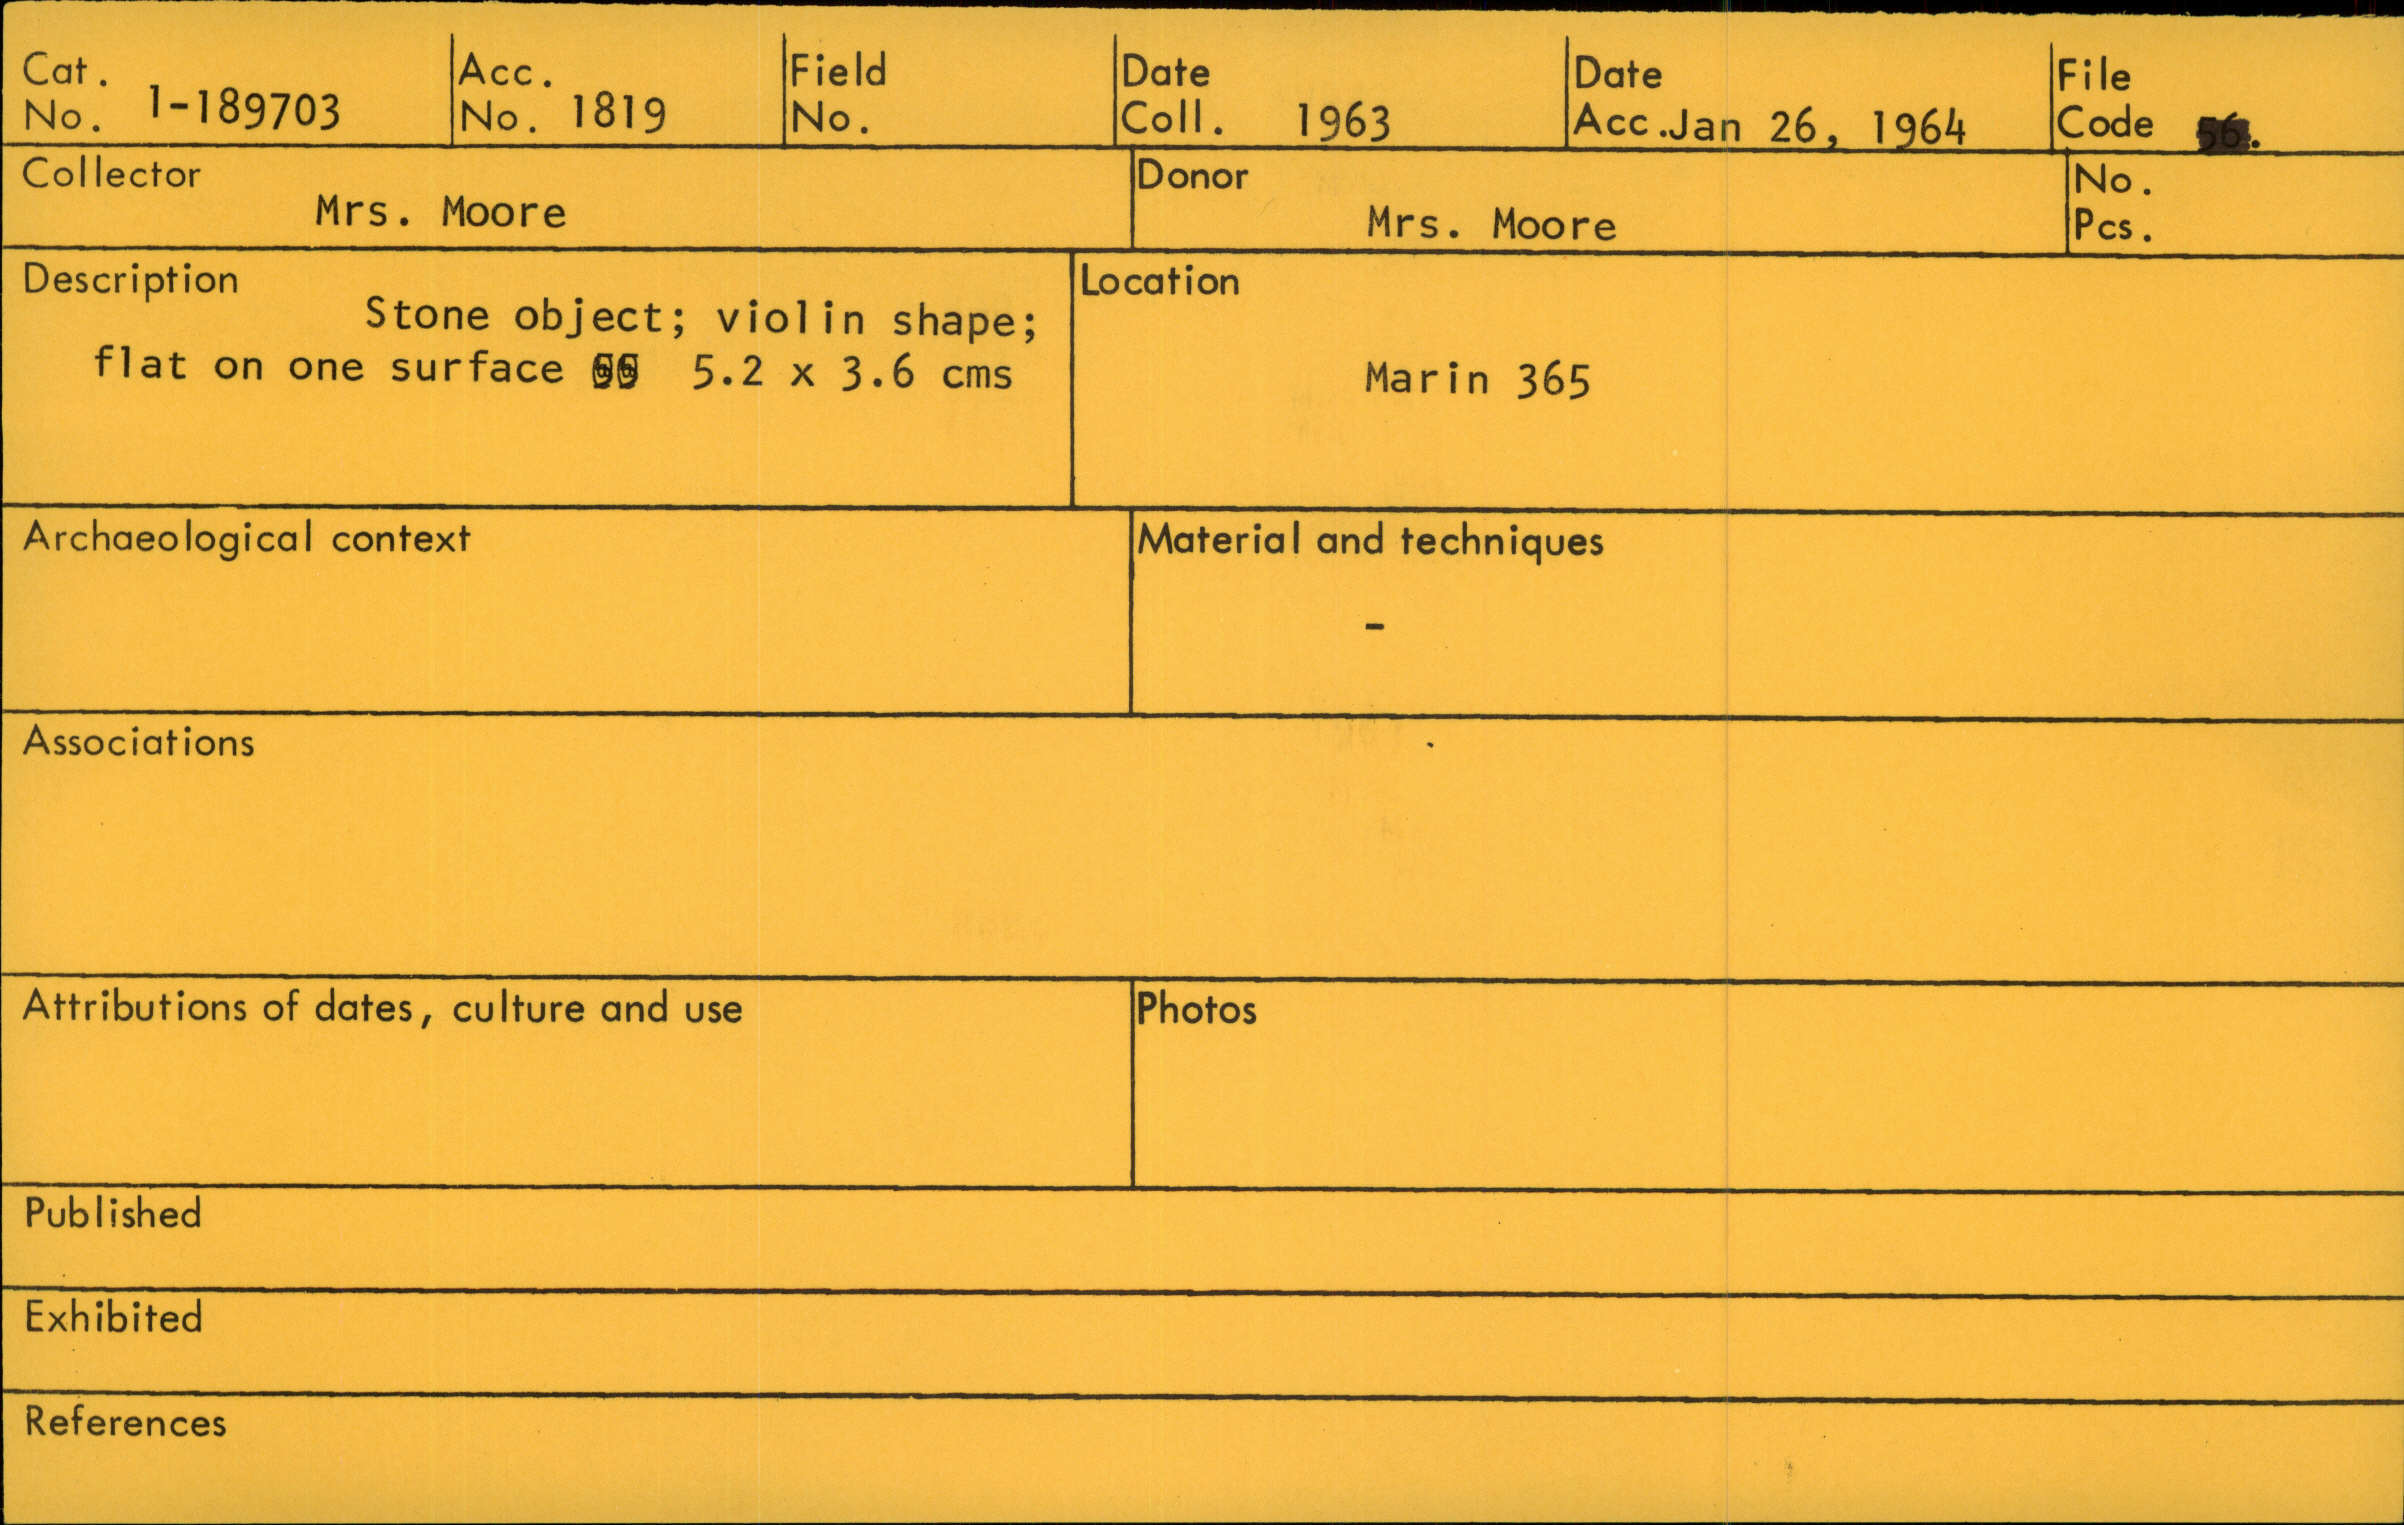 Cat. No. 1-189703
Acc. No. 1819
Field No.
Date Coll. 1963
Date Acc. Jan 26, 1964
File Code 56.
Collector
Mrs. Moore
Donor
Mrs. Moore
No. Pcs.
Description
Stone object; violin shape;
flat on one surface 5.2 x 3.6 cms
Location
Marin 365
Archaeological context
Material and techniques
-
Associations
Attributions of dates, culture and use
Photos
Published
Exhibited
References